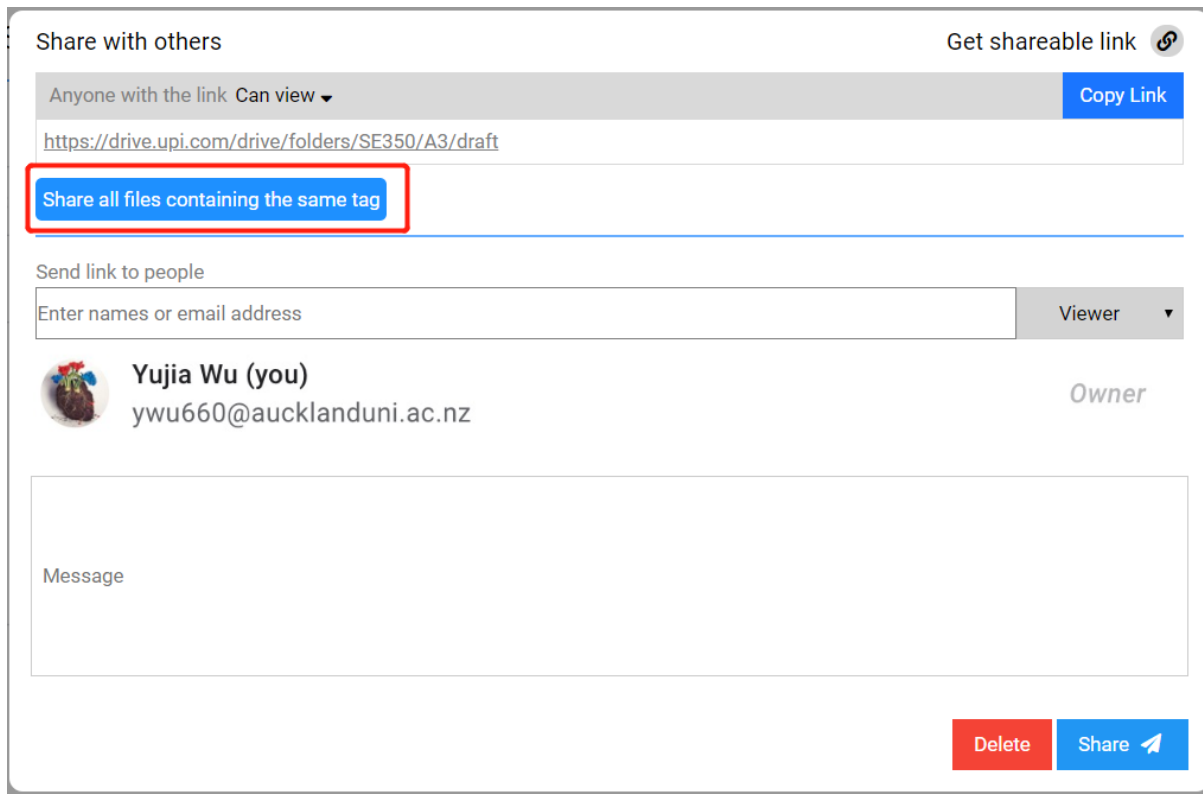 Share with others
Get shareable link
Anyone with the link Can view
Copy Link
https://drive.upi.com/drive/folders/SE350/A3/draft
Share all files containing the same tag
Send link to people
Enter names or email address
Viewer
Yujia Wu (you)
ywu660@aucklanduni.ac.nz
Owner
Message
Delete
Share